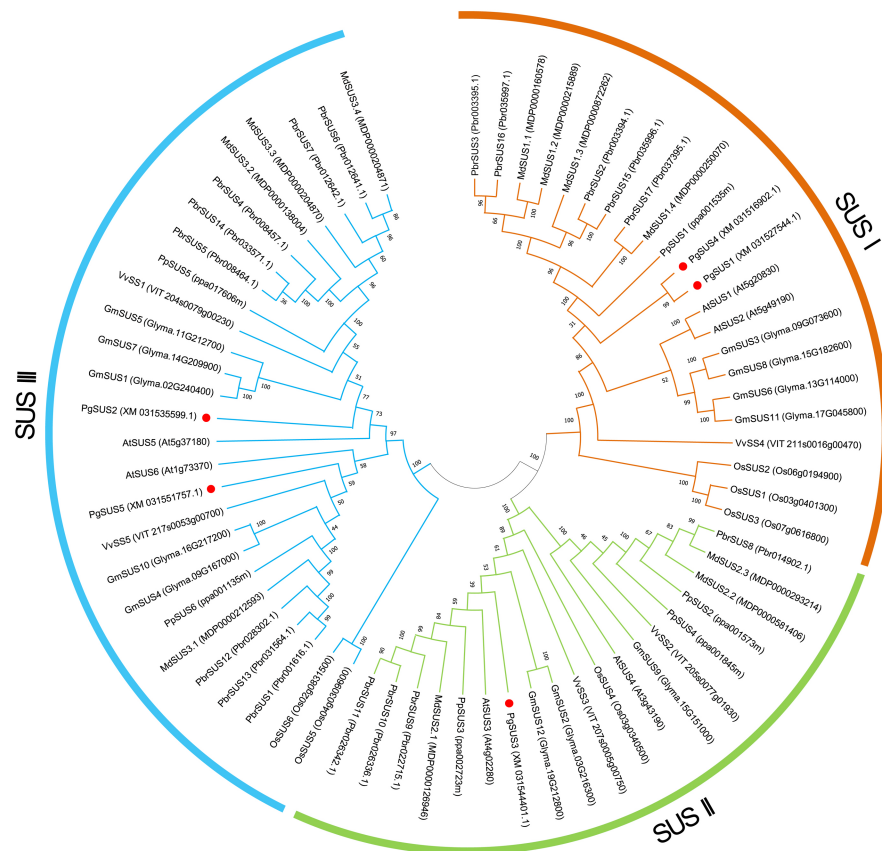 SUS I
PbrSUS3 (Pbr003395.1)
PbrSUS16 (Pbr035997.1)
MdSUS1.1 (MDP0000160578)
MdSUS1.2 (MDP0000215889)
MdSUS1.3 (MDP0000872262)
PbrSUS2 (Pbr003394.1)
PbrSUS15 (Pbr035996.1)
PbrSUS17 (Pbr037395.1)
MdSUS1.4 (MDP0000250070)
PpSUS1 (ppa001535m)
PgSUS4 (XM 031516902.1)
PgSUS1 (XM 031527544.1)
AtSUS1 (At5g20830)
AtSUS2 (At5g49190)
GmSUS3 (Glyma.09G073600)
GmSUS8 (Glyma.15G182600)
GmSUS6 (Glyma.13G114000)
GmSUS11 (Glyma.17G045800)
VvSS4 (VIT 211s0016g00470)
OsSUS2 (Os06g0194900)
OsSUS1 (Os03g0401300)
OsSUS3 (Os07g0616800)
SUS II
PbrSUS8 (Pbr014902.1)
MdSUS2.3 (MDP0000293214)
MdSUS2.2 (MDP0000581406)
PpSUS2 (ppa001573m)
PpSUS4 (ppa001845m)
VvSS2 (VIT 205s0077g01930)
GmSUS9 (Glyma.15G151000)
AtSUS4 (At3g43190)
OsSUS4 (Os03g0340500)
VvSS3 (VIT 207s0005g00750)
GmSUS2 (Glyma.03G216300)
GmSUS12 (Glyma.19G212800)
PgSUS3 (XM 031544401.1)
AtSUS3 (At4g02280)
PpSUS3 (ppa002723m)
MdSUS2.1 (MDP0000126946)
PbrSUS9 (Pbr022715.1)
PbrSUS10 (Pbr026336.1)
PbrSUS11 (Pbr026342.1)
SUS III
OsSUS5 (Os04g0309600)
OsSUS6 (Os02g0831500)
PbrSUS1 (Pbr001616.1)
PbrSUS13 (Pbr031564.1)
PbrSUS12 (Pbr028302.1)
MdSUS3.1 (MDP0000212593)
PpSUS6 (ppa001135m)
GmSUS4 (Glyma.09G167000)
GmSUS10 (Glyma.16G217200)
VvSS5 (VIT 217s0053g00700)
PgSUS5 (XM 031551757.1)
AtSUS6 (At1g73370)
AtSUS5 (At5g37180)
PgSUS2 (XM 031535599.1)
GmSUS1 (Glyma.02G240400)
GmSUS7 (Glyma.14G209900)
GmSUS5 (Glyma.11G212700)
VvSS1 (VIT 204s0079g00230)
PpSUS5 (ppa017606m)
PbrSUS5 (Pbr008464.1)
PbrSUS14 (Pbr033571.1)
PbrSUS4 (Pbr008457.1)
MdSUS3.2 (MDP0000138004)
MdSUS3.3 (MDP0000204870)
PbrSUS7 (Pbr012642.1)
PbrSUS6 (Pbr012641.1)
MdSUS3.4 (MDP0000204871)